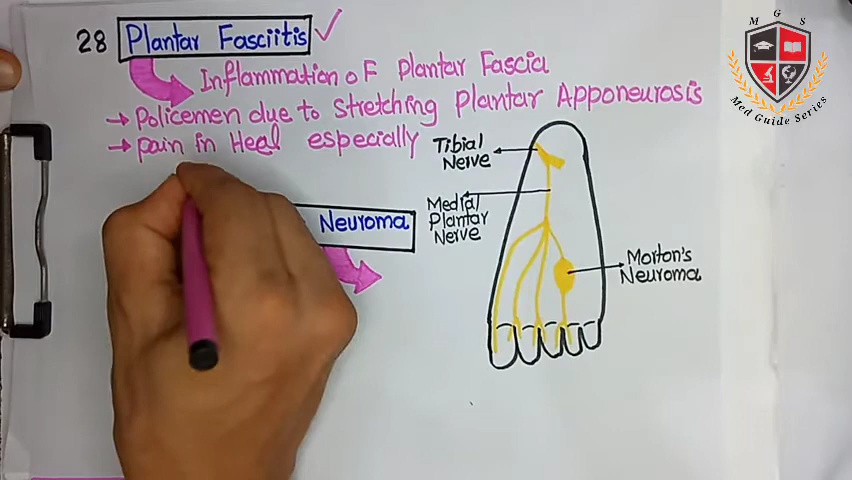 28 Plantar Fasciitis
Inflammation of Plantar Fascia
→ Policemen due to Stretching Plantar Apponeurosis
→ pain in Heal especially
Neuroma
Tibial
Nerve
Medial
Plantar
Nerve
Morton's
Neuroma
M G S
Med Guide Series